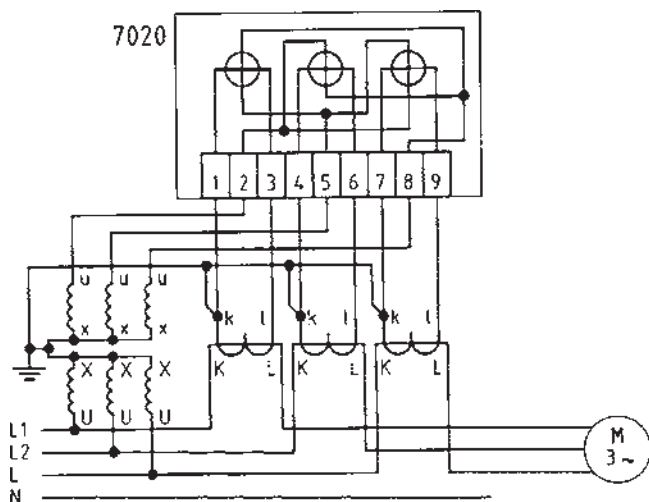 7020
1 2 3 4 5 6 7 8 9
u u u
x x x
k l k l k l
K L K L K L
X X X
U U U
L1
L2
L
N
M
3~